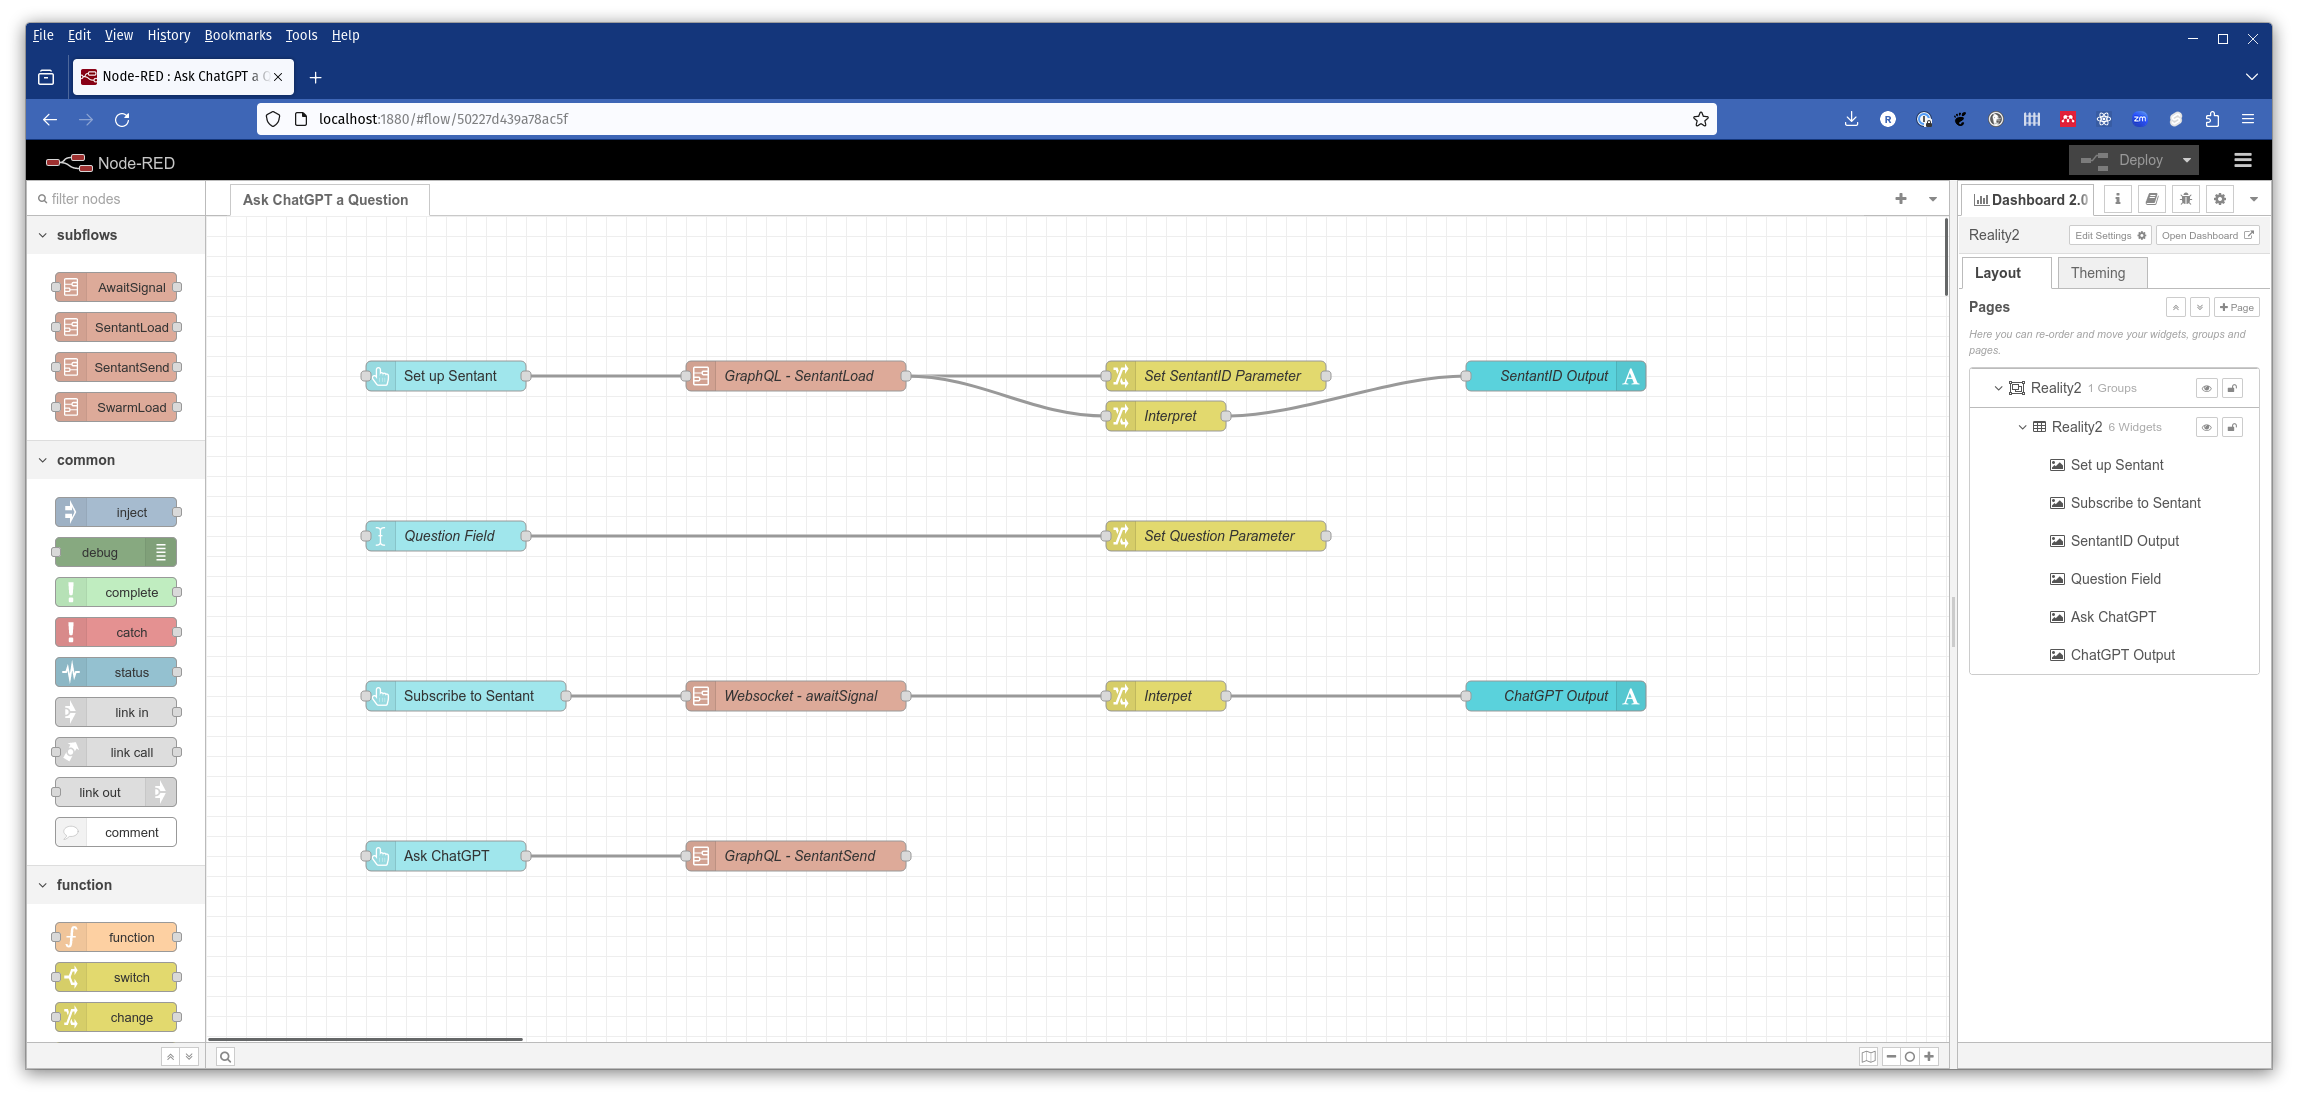 File Edit View History Bookmarks Tools Help
Node-RED : Ask ChatGPT a
localhost:1880/#flow/50227d439a78ac5f
R
zm
Node-RED
Deploy
filter nodes
Ask ChatGPT a Question
Dashboard 2.0
subflows
AwaitSignal
SentantLoad
SentantSend
SwarmLoad
common
inject
debug
complete
catch
status
link in
link call
link out
comment
function
function
switch
change
Set up Sentant
GraphQL - SentantLoad
Set SentantID Parameter
SentantID Output
Interpret
Question Field
Set Question Parameter
Subscribe to Sentant
Websocket - awaitSignal
Interpet
ChatGPT Output
Ask ChatGPT
GraphQL - SentantSend
Reality2
Edit Settings
Open Dashboard
Layout
Theming
Pages
Page
Here you can re-order and move your widgets, groups and
pages.
Reality2 1 Groups
Reality2 6 Widgets
Set up Sentant
Subscribe to Sentant
SentantID Output
Question Field
Ask ChatGPT
ChatGPT Output